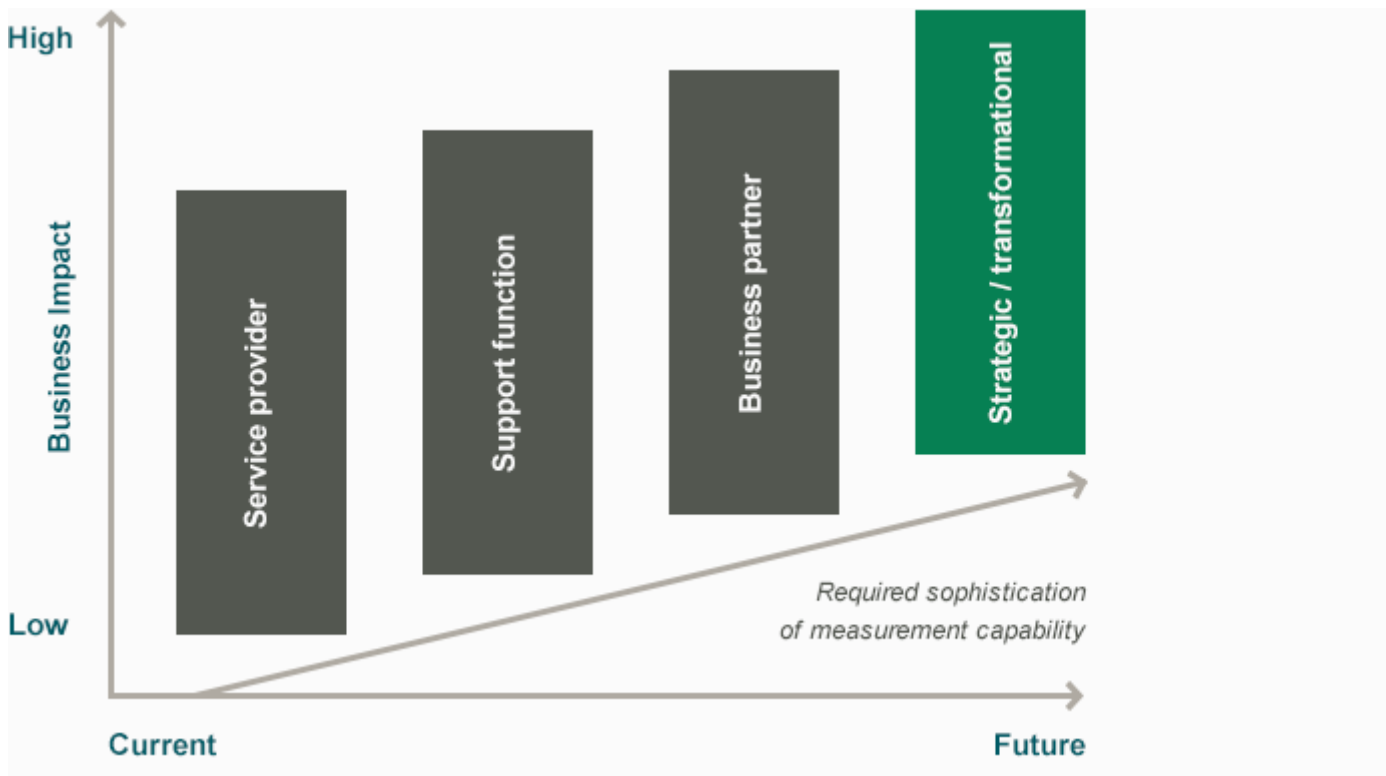 High
Business Impact
Low
Service provider
Support function
Business partner
Strategic / transformational
Required sophistication
of measurement capability
Current
Future